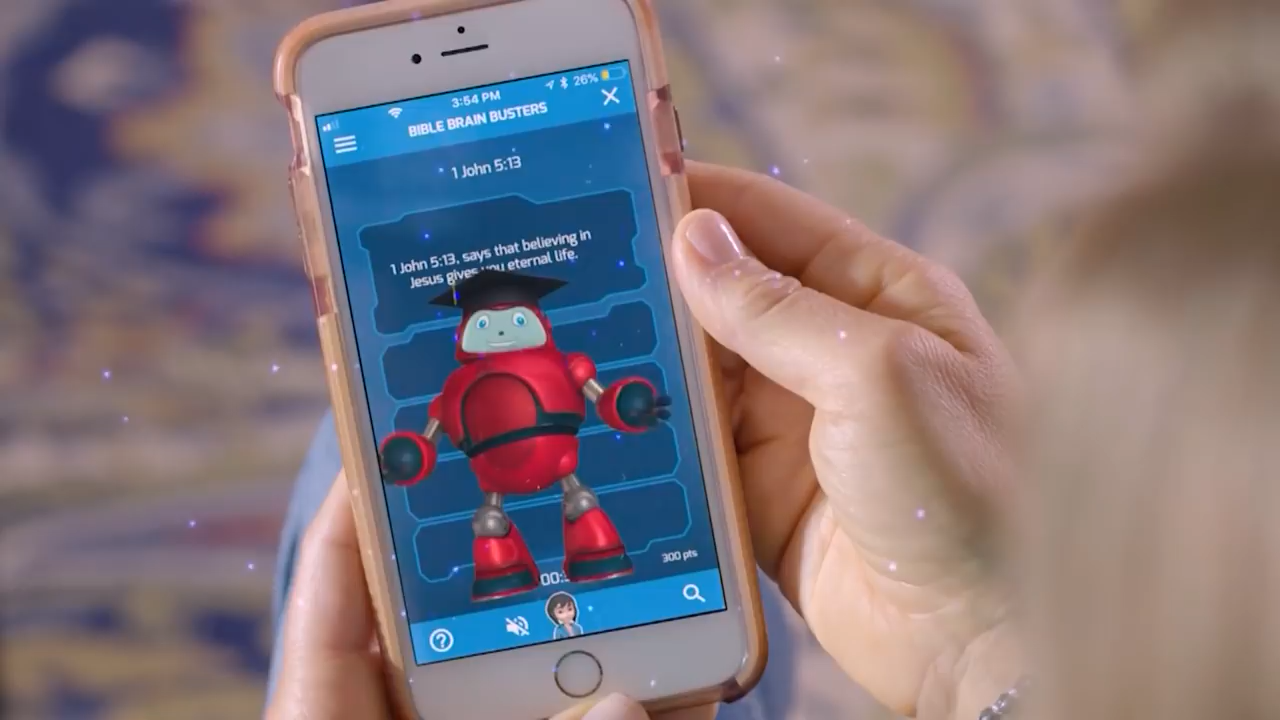 3:54 PM
26%
BIBLE BRAIN BUSTERS
1 John 5:13
1 John 5:13, says that believing in
Jesus gives you eternal life.
300 pts
00: